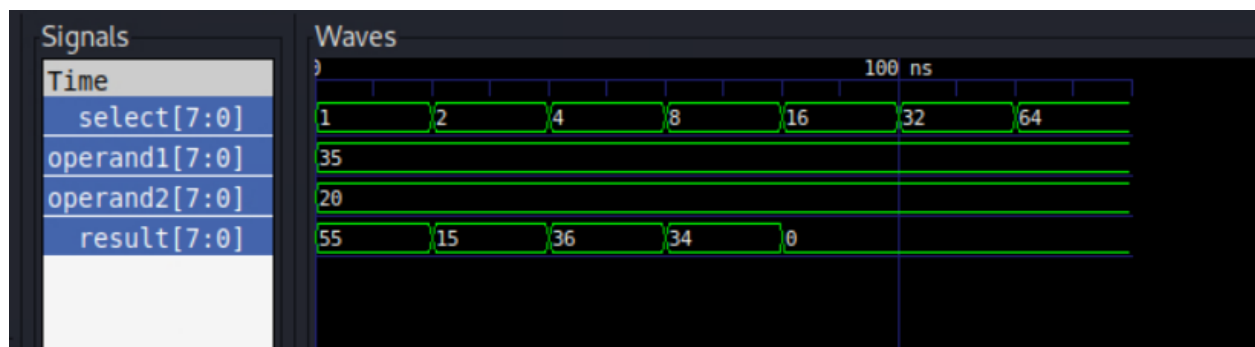 Signals
Waves
Time
0
100 ns
select[7:0]
1 2 4 8 16 32 64
operand1[7:0]
35
operand2[7:0]
20
result[7:0]
55 15 36 34 0